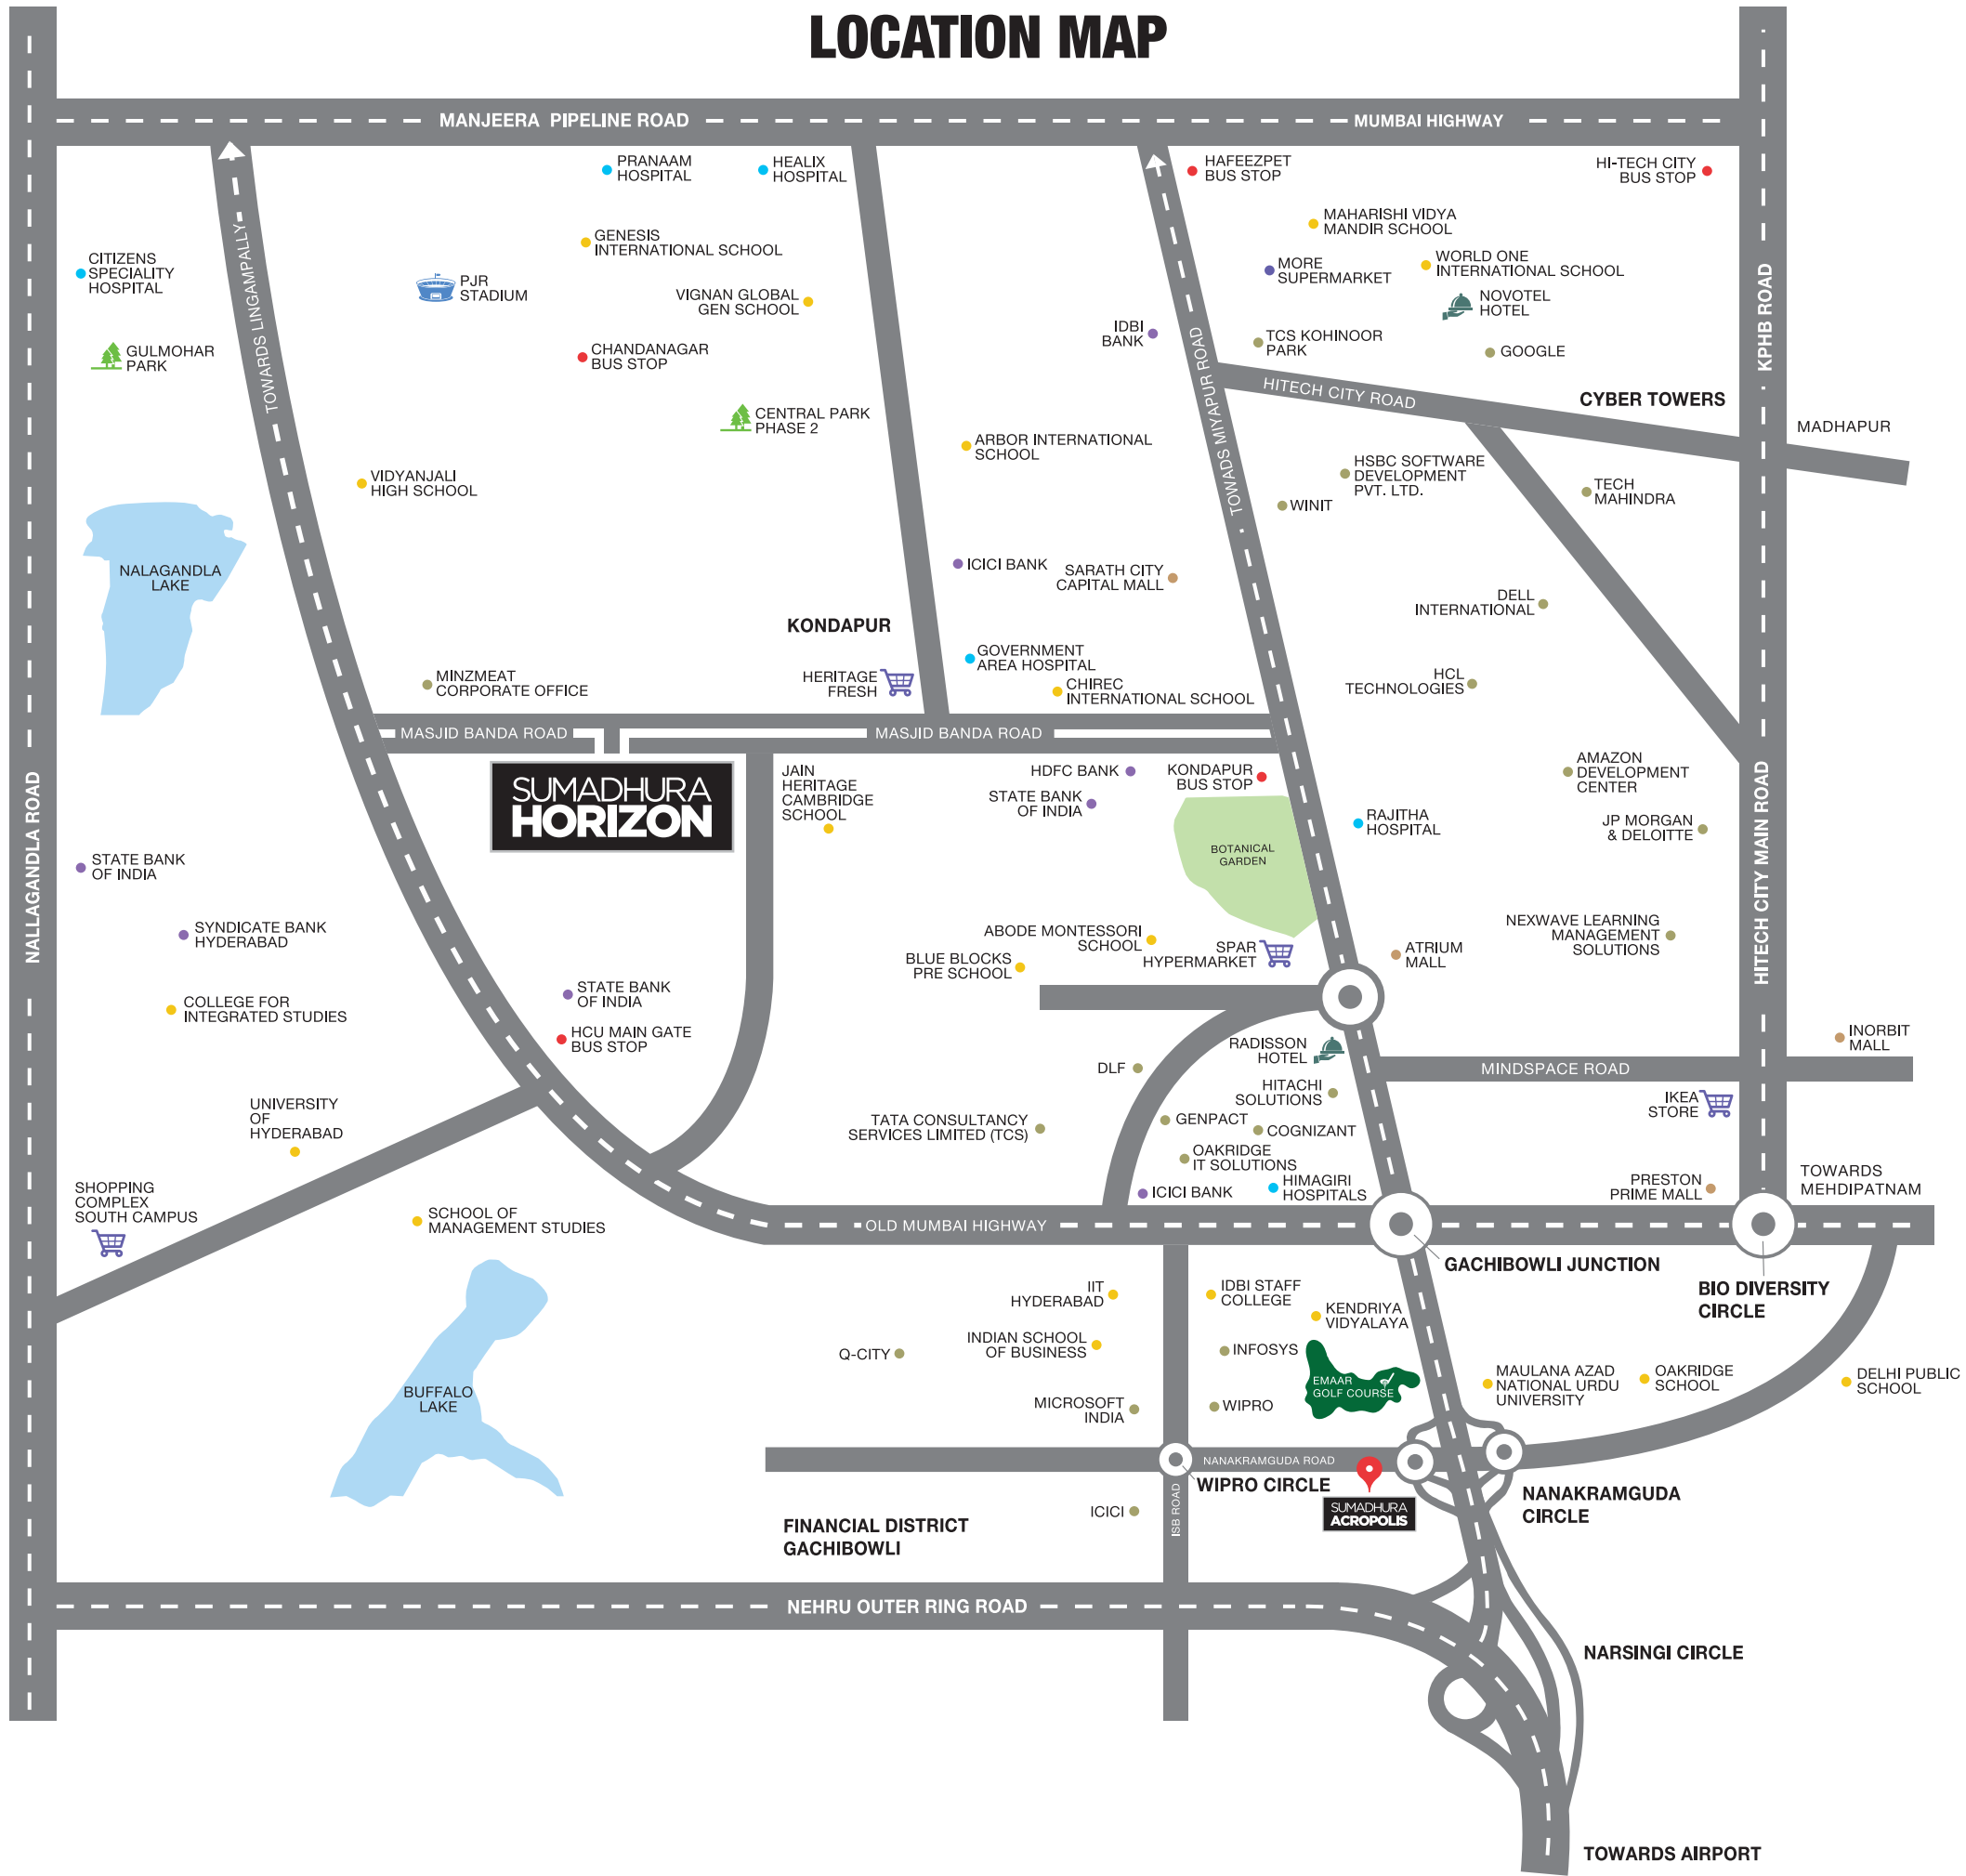 LOCATION MAP
MANJEERA PIPELINE ROAD
MUMBAI HIGHWAY
PRANAAM
HOSPITAL
HEALIX
HOSPITAL
HAFEEZPET
BUS STOP
HI-TECH CITY
BUS STOP
MAHARISHI VIDYA
MANDIR SCHOOL
GENESIS
INTERNATIONAL SCHOOL
CITIZENS
SPECIALITY
HOSPITAL
TOWARDS LINGAMPALLY
PJR
STADIUM
VIGNAN GLOBAL
GEN SCHOOL
MORE
SUPERMARKET
WORLD ONE
INTERNATIONAL SCHOOL
NOVOTEL
HOTEL
KPHB ROAD
IDBI
BANK
TCS KOHINOOR
PARK
GOOGLE
GULMOHAR
PARK
CHANDANAGAR
BUS STOP
TOWADS MIYAPUR ROAD
HITECH CITY ROAD
CYBER TOWERS
MADHAPUR
CENTRAL PARK
PHASE 2
ARBOR INTERNATIONAL
SCHOOL
VIDYANJALI
HIGH SCHOOL
HSBC SOFTWARE
DEVELOPMENT
PVT. LTD.
TECH
MAHINDRA
WINIT
NALAGANDLA
LAKE
ICICI BANK
SARATH CITY
CAPITAL MALL
DELL
INTERNATIONAL
KONDAPUR
GOVERNMENT
AREA HOSPITAL
MINZMEAT
CORPORATE OFFICE
HERITAGE
FRESH
CHIREC
INTERNATIONAL SCHOOL
HCL
TECHNOLOGIES
MASJID BANDA ROAD
MASJID BANDA ROAD
SUMADHURA
HORIZON
JAIN
HERITAGE
CAMBRIDGE
SCHOOL
HDFC BANK
STATE BANK
OF INDIA
KONDAPUR
BUS STOP
AMAZON
DEVELOPMENT
CENTER
RAJITHA
HOSPITAL
JP MORGAN
& DELOITTE
BOTANICAL
GARDEN
NALLAGANDLA ROAD
HITECH CITY MAIN ROAD
STATE BANK
OF INDIA
SYNDICATE BANK
HYDERABAD
ABODE MONTESSORI
SCHOOL
BLUE BLOCKS
PRE SCHOOL
SPAR
HYPERMARKET
ATRIUM
MALL
NEXWAVE LEARNING
MANAGEMENT
SOLUTIONS
STATE BANK
OF INDIA
COLLEGE FOR
INTEGRATED STUDIES
HCU MAIN GATE
BUS STOP
RADISSON
HOTEL
INORBIT
MALL
DLF
MINDSPACE ROAD
HITACHI
SOLUTIONS
IKEA
STORE
UNIVERSITY
OF
HYDERABAD
TATA CONSULTANCY
SERVICES LIMITED (TCS)
GENPACT
COGNIZANT
OAKRIDGE
IT SOLUTIONS
ICICI BANK
HIMAGIRI
HOSPITALS
PRESTON
PRIME MALL
TOWARDS
MEHDIPATNAM
SHOPPING
COMPLEX
SOUTH CAMPUS
SCHOOL OF
MANAGEMENT STUDIES
OLD MUMBAI HIGHWAY
GACHIBOWLI JUNCTION
BIO DIVERSITY
CIRCLE
IIT
HYDERABAD
IDBI STAFF
COLLEGE
KENDRIYA
VIDYALAYA
Q-CITY
INDIAN SCHOOL
OF BUSINESS
INFOSYS
EMAAR
GOLF COURSE
MAULANA AZAD
NATIONAL URDU
UNIVERSITY
OAKRIDGE
SCHOOL
DELHI PUBLIC
SCHOOL
BUFFALO
LAKE
MICROSOFT
INDIA
WIPRO
NANAKRAMGUDA ROAD
WIPRO CIRCLE
NANAKRAMGUDA
CIRCLE
SUMADHURA
ACROPOLIS
ICICI
ISB ROAD
FINANCIAL DISTRICT
GACHIBOWLI
NEHRU OUTER RING ROAD
NARSINGI CIRCLE
TOWARDS AIRPORT